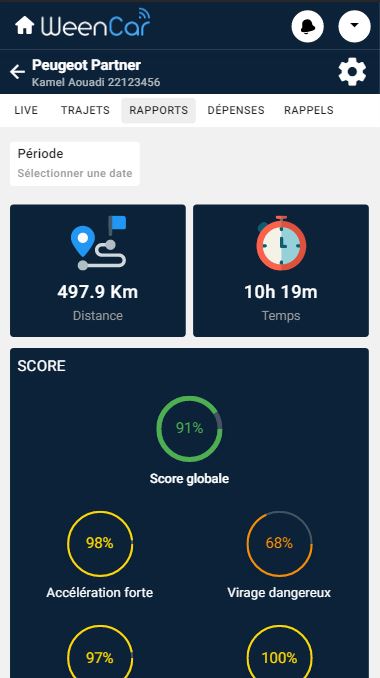 WeenCar
Peugeot Partner
Kamel Aouadi 22123456
LIVE TRAJETS RAPPORTS DÉPENSES RAPPELS
Période
Sélectionner une date
497.9 Km 10h 19m
Distance Temps
SCORE
91%
Score globale
98% 68%
Accélération forte Virage dangereux
97% 100%